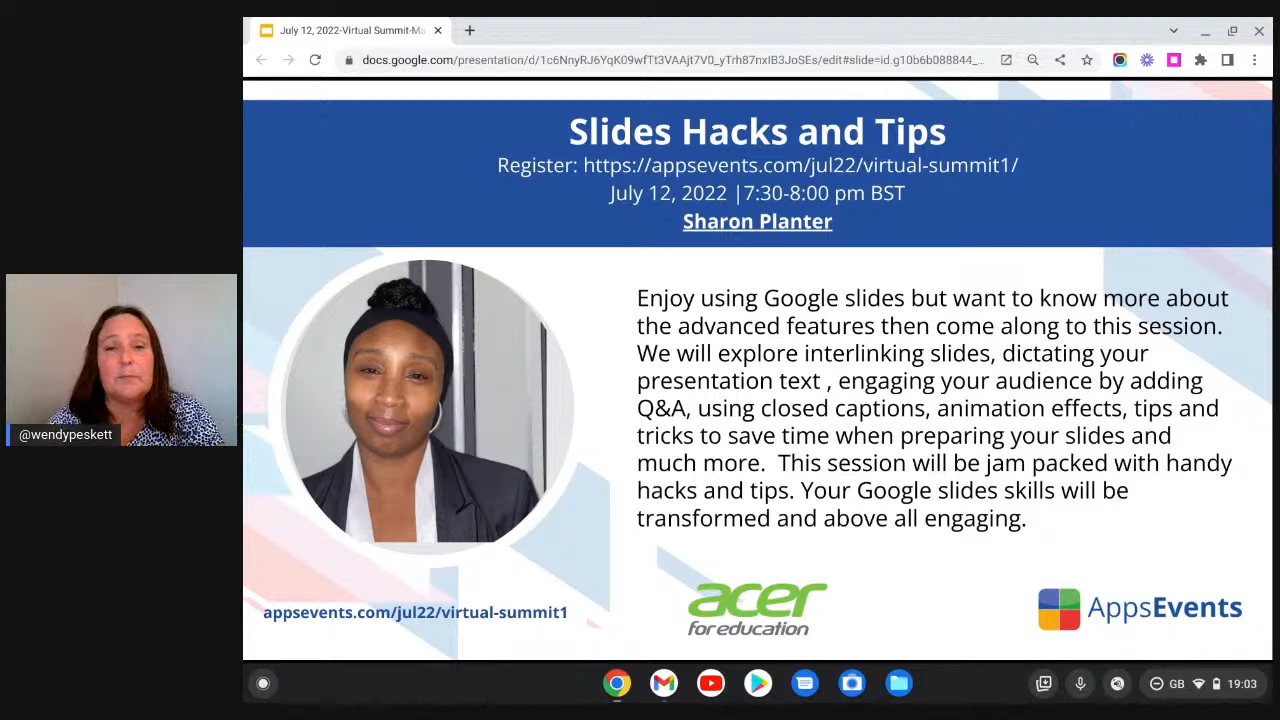 July 12, 2022-Virtual Summit-Ma
docs.google.com/presentation/d/1c6NnyRJ6YqK09wfTt3VAAjt7V0_yTrh87nxIB3JoSEs/edit#slide=id.g10b6b088844_...
Slides Hacks and Tips
Register: https://appsevents.com/jul22/virtual-summit1/
July 12, 2022 |7:30-8:00 pm BST
Sharon Planter
Enjoy using Google slides but want to know more about
the advanced features then come along to this session.
We will explore interlinking slides, dictating your
presentation text , engaging your audience by adding
Q&A, using closed captions, animation effects, tips and
tricks to save time when preparing your slides and
much more.  This session will be jam packed with handy
hacks and tips. Your Google slides skills will be
transformed and above all engaging.
@wendypeskett
appsevents.com/jul22/virtual-summit1
acer
for education
AppsEvents
GB
19:03